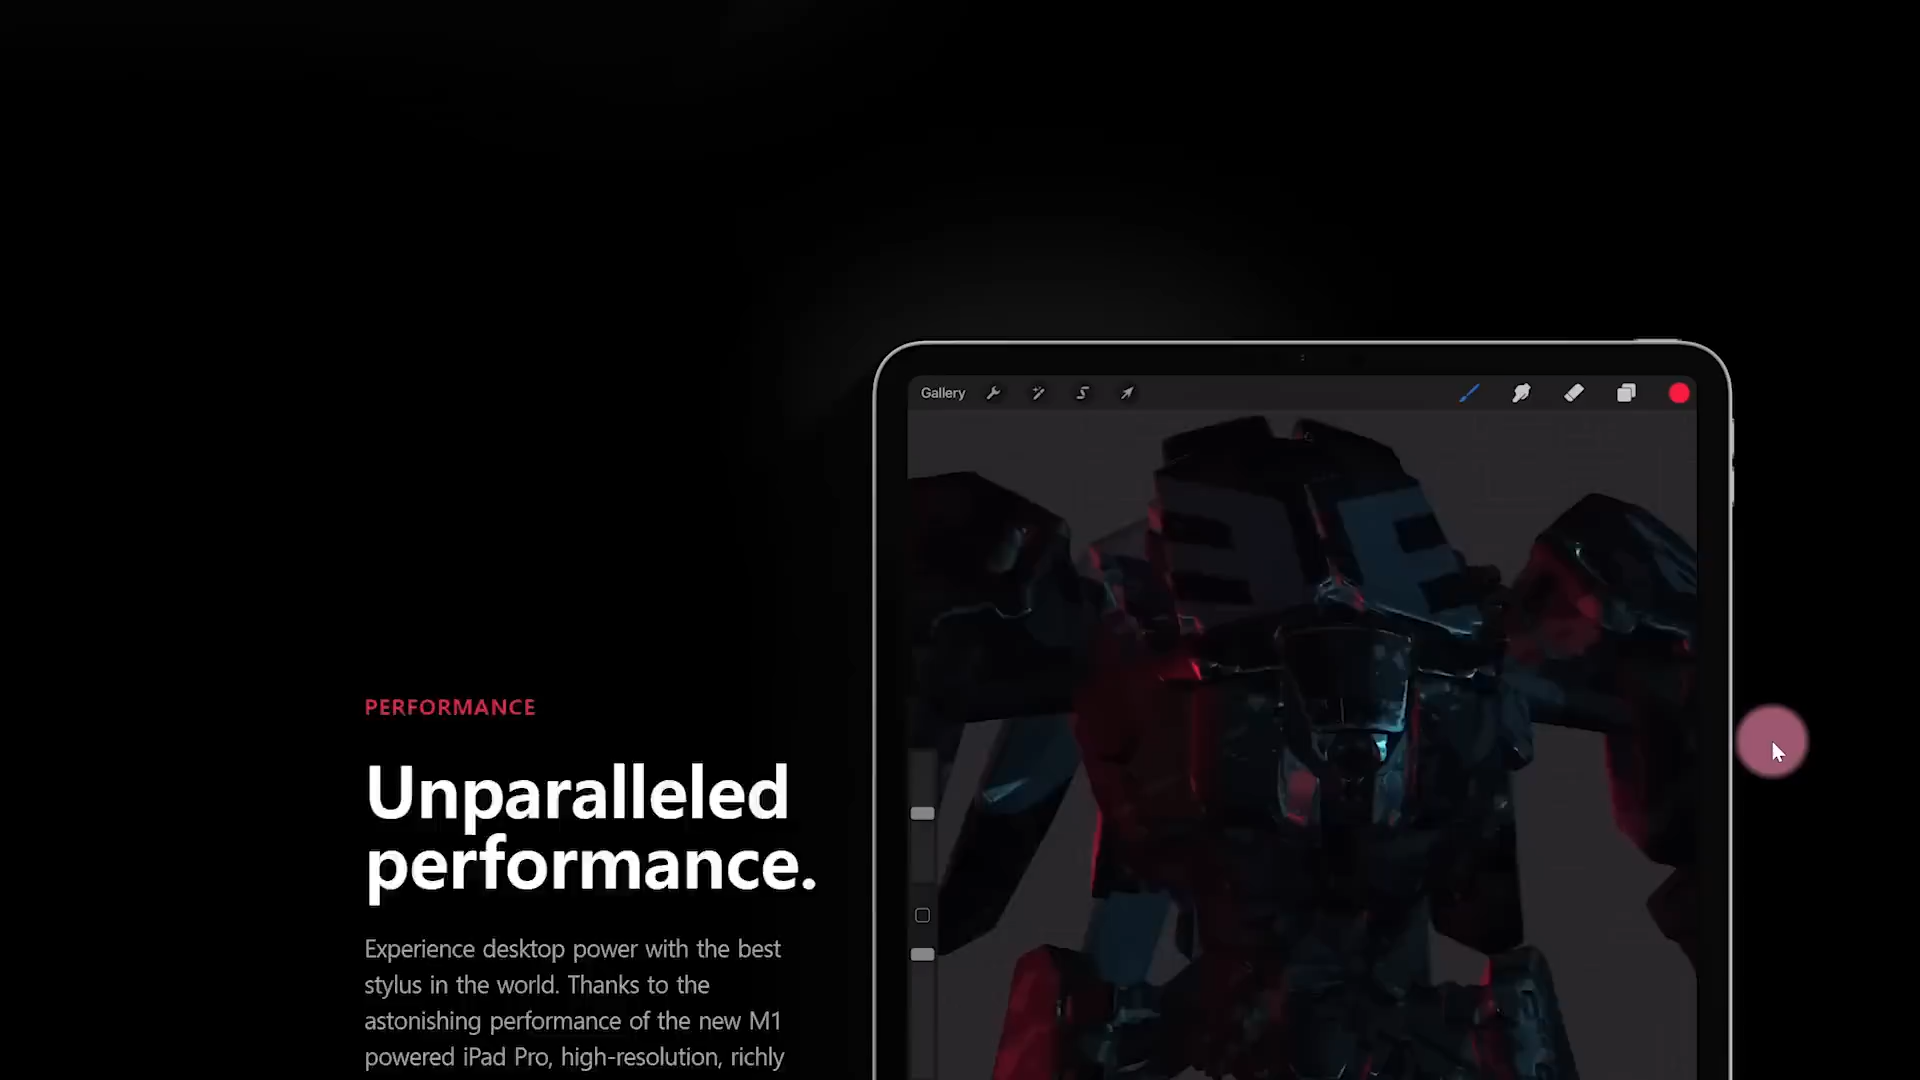 Gallery
PERFORMANCE
Unparalleled
performance.
Experience desktop power with the best
stylus in the world. Thanks to the
astonishing performance of the new M1
powered iPad Pro, high-resolution, richly